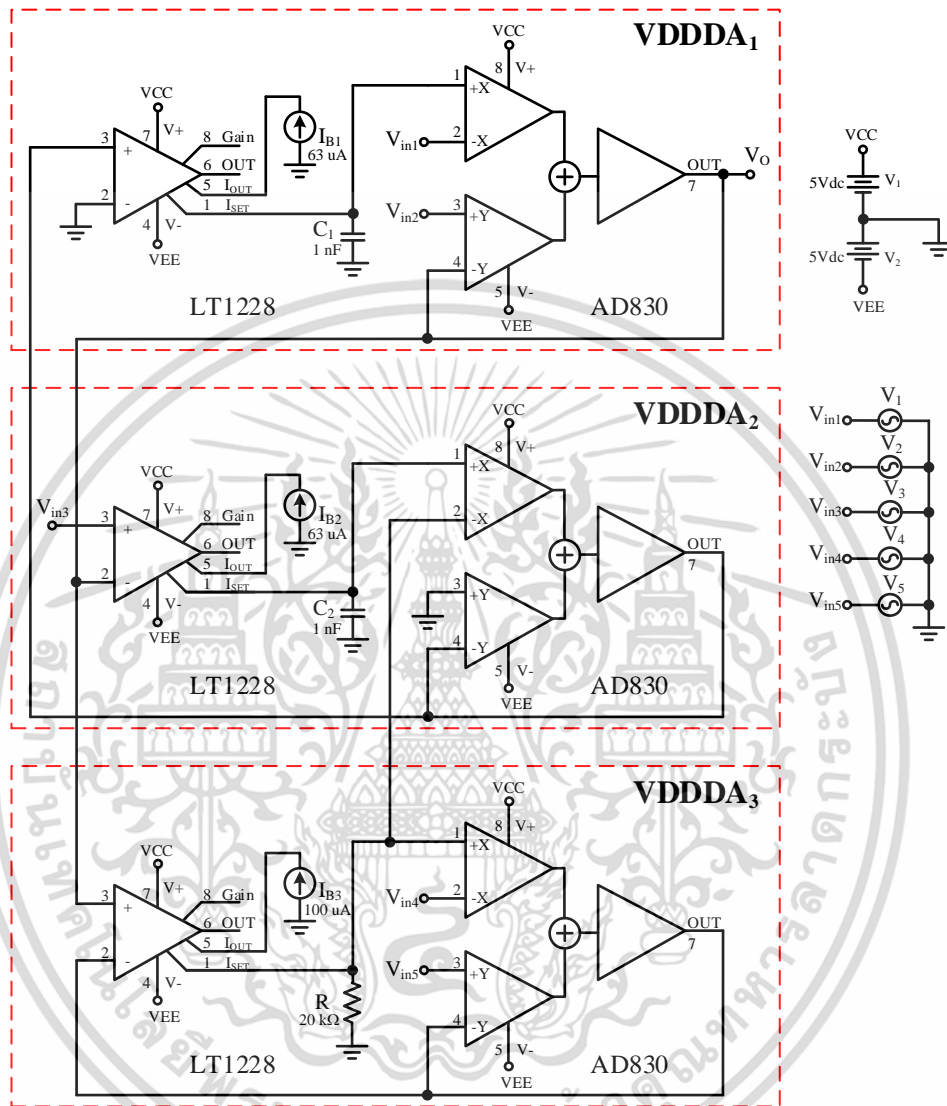 VDDDA1
VCC
8 V+
1 +X
2 -X
Vin1
Vin2
3 +Y
4 -Y
5 V-
VEE
OUT
7
VO
VCC
7 V+
3 +
2 -
4 V-
VEE
8 Gain
6 OUT
5 IOUT
1 ISET
IB1
63 uA
C1
1 nF
LT1228
AD830
VCC
5Vdc V1
5Vdc V2
VEE
VDDDA2
VCC
8 V+
1 +X
2 -X
3 +Y
4 -Y
5 V-
VEE
OUT
7
Vin3
VCC
7 V+
3 +
2 -
4 V-
VEE
8 Gain
6 OUT
5 IOUT
1 ISET
IB2
63 uA
C2
1 nF
LT1228
AD830
Vin1 V1
Vin2 V2
Vin3 V3
Vin4 V4
Vin5 V5
VDDDA3
VCC
8 V+
1 +X
2 -X
Vin4
Vin5
3 +Y
4 -Y
5 V-
VEE
OUT
7
VCC
7 V+
3 +
2 -
4 V-
VEE
8 Gain
6 OUT
5 IOUT
1 ISET
IB3
100 uA
R
20 kΩ
LT1228
AD830